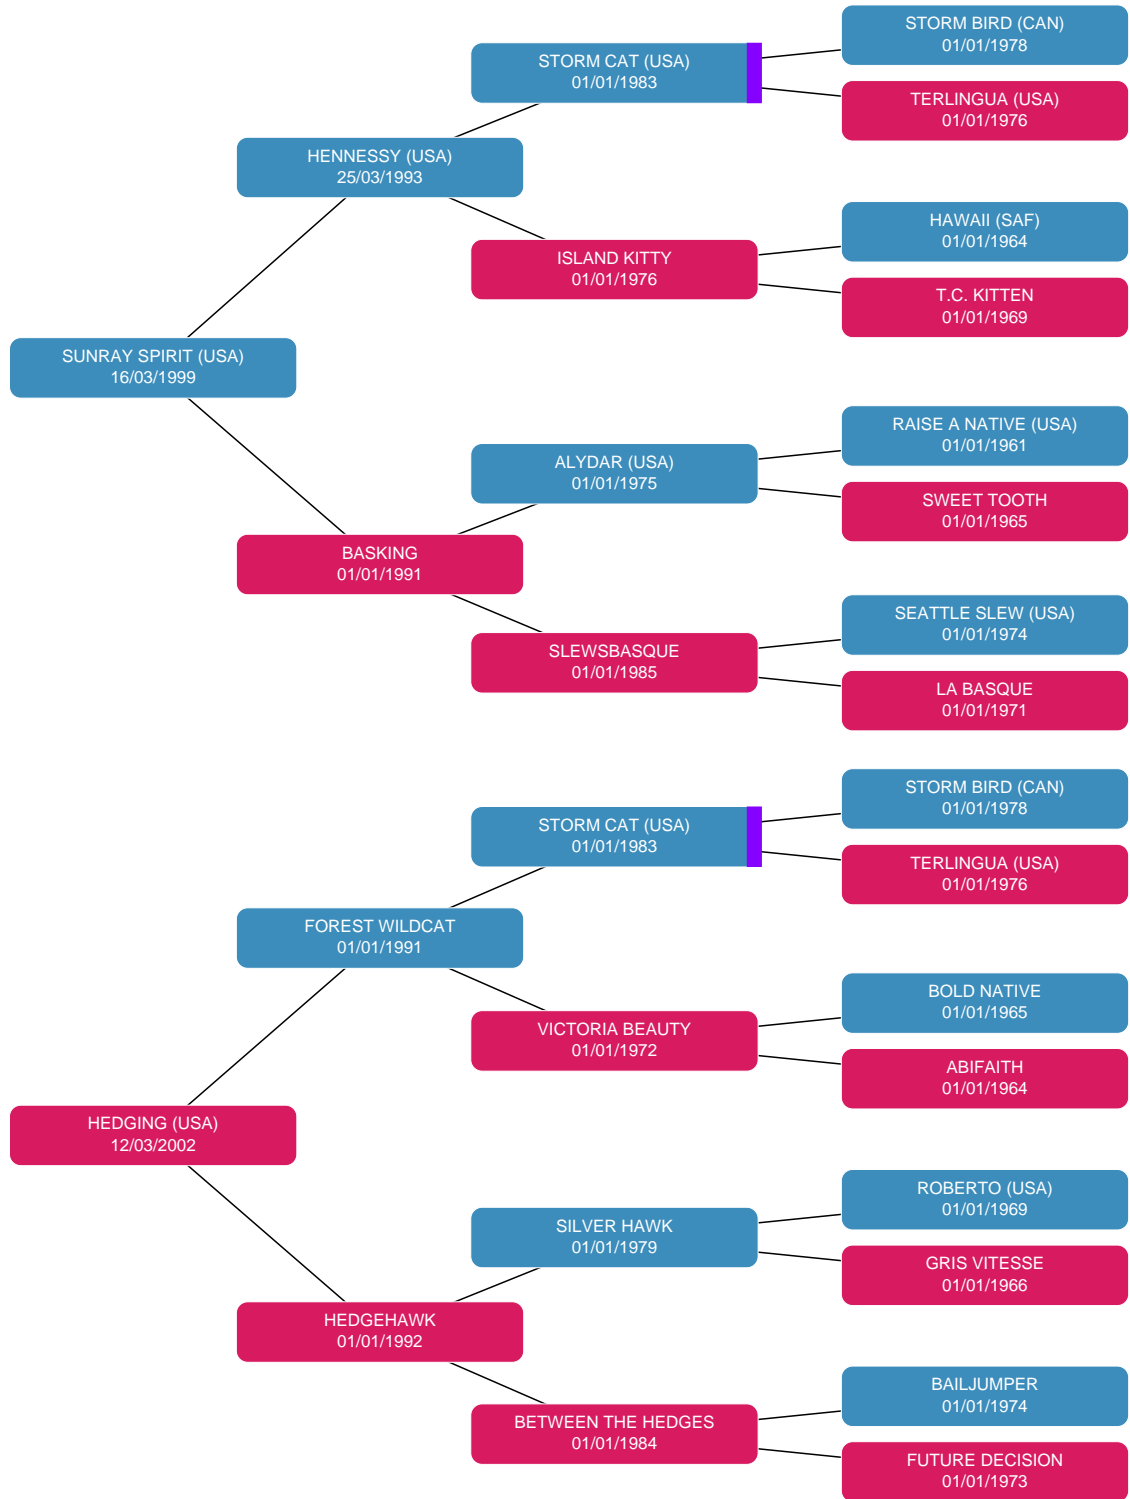 STORM BIRD (CAN)
01/01/1978
STORM CAT (USA)
01/01/1983
TERLINGUA (USA)
01/01/1976
HENNESSY (USA)
25/03/1993
HAWAII (SAF)
01/01/1964
ISLAND KITTY
01/01/1976
T.C. KITTEN
01/01/1969
SUNRAY SPIRIT (USA)
16/03/1999
RAISE A NATIVE (USA)
01/01/1961
ALYDAR (USA)
01/01/1975
SWEET TOOTH
01/01/1965
BASKING
01/01/1991
SEATTLE SLEW (USA)
01/01/1974
SLEWSBASQUE
01/01/1985
LA BASQUE
01/01/1971
STORM BIRD (CAN)
01/01/1978
STORM CAT (USA)
01/01/1983
TERLINGUA (USA)
01/01/1976
FOREST WILDCAT
01/01/1991
BOLD NATIVE
01/01/1965
VICTORIA BEAUTY
01/01/1972
ABIFAITH
01/01/1964
HEDGING (USA)
12/03/2002
ROBERTO (USA)
01/01/1969
SILVER HAWK
01/01/1979
GRIS VITESSE
01/01/1966
HEDGEHAWK
01/01/1992
BAILJUMPER
01/01/1974
BETWEEN THE HEDGES
01/01/1984
FUTURE DECISION
01/01/1973